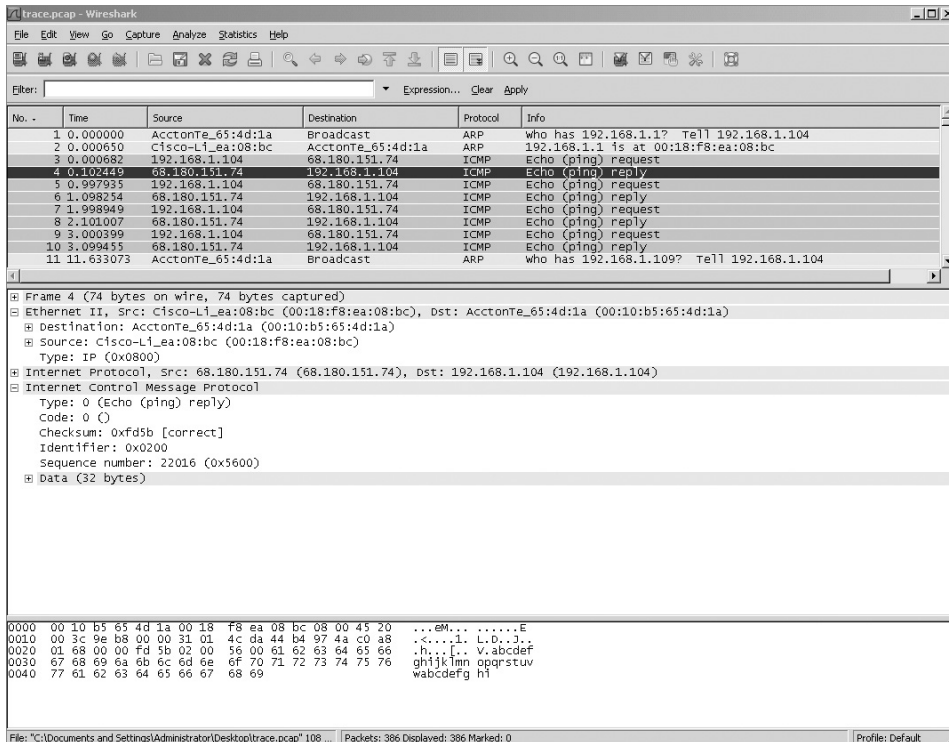 trace.pcap - Wireshark
File Edit View Go Capture Analyze Statistics Help
Filter: Expression... Clear Apply
No. - Time Source Destination Protocol Info
1 0.000000 AcctonTe_65:4d:1a Broadcast ARP Who has 192.168.1.1? Tell 192.168.1.104
2 0.000650 Cisco-Li_ea:08:bc AcctonTe_65:4d:1a ARP 192.168.1.1 is at 00:18:f8:ea:08:bc
3 0.000682 192.168.1.104 68.180.151.74 ICMP Echo (ping) request
4 0.102449 68.180.151.74 192.168.1.104 ICMP Echo (ping) reply
5 0.997935 192.168.1.104 68.180.151.74 ICMP Echo (ping) request
6 1.098254 68.180.151.74 192.168.1.104 ICMP Echo (ping) reply
7 1.998949 192.168.1.104 68.180.151.74 ICMP Echo (ping) request
8 2.101007 68.180.151.74 192.168.1.104 ICMP Echo (ping) reply
9 3.000399 192.168.1.104 68.180.151.74 ICMP Echo (ping) request
10 3.099455 68.180.151.74 192.168.1.104 ICMP Echo (ping) reply
11 11.633073 AcctonTe_65:4d:1a Broadcast ARP Who has 192.168.1.109? Tell 192.168.1.104
Frame 4 (74 bytes on wire, 74 bytes captured)
Ethernet II, Src: Cisco-Li_ea:08:bc (00:18:f8:ea:08:bc), Dst: AcctonTe_65:4d:1a (00:10:b5:65:4d:1a)
Destination: AcctonTe_65:4d:1a (00:10:b5:65:4d:1a)
Source: Cisco-Li_ea:08:bc (00:18:f8:ea:08:bc)
Type: IP (0x0800)
Internet Protocol, Src: 68.180.151.74 (68.180.151.74), Dst: 192.168.1.104 (192.168.1.104)
Internet Control Message Protocol
Type: 0 (Echo (ping) reply)
Code: 0 ()
Checksum: 0xfd5b [correct]
Identifier: 0x0200
Sequence number: 22016 (0x5600)
Data (32 bytes)
0000 00 10 b5 65 4d 1a 00 18 f8 ea 08 bc 08 00 45 20 ...eM... ......E
0010 00 3c 9e b8 00 00 31 01 4c da 44 b4 97 4a c0 a8 .<....1. L.D..J..
0020 01 68 00 00 fd 5b 02 00 56 00 61 62 63 64 65 66 .h...[.. V.abcdef
0030 67 68 69 6a 6b 6c 6d 6e 6f 70 71 72 73 74 75 76 ghijklmn opqrstuv
0040 77 61 62 63 64 65 66 67 68 69 wabcdefg hi
File: "C:\Documents and Settings\Administrator\Desktop\trace.pcap" 108 ... Packets: 386 Displayed: 386 Marked: 0 Profile: Default